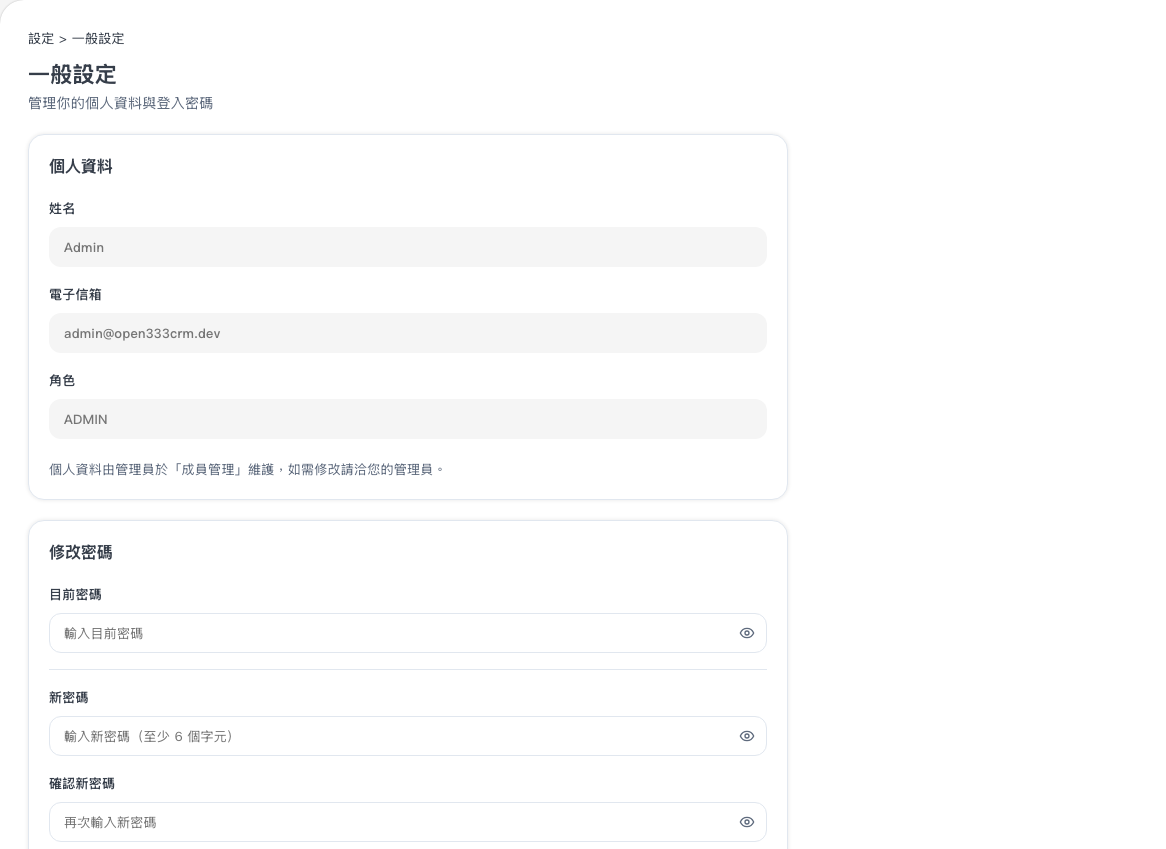 設定 > 一般設定
一般設定
管理你的個人資料與登入密碼
個人資料
姓名
Admin
電子信箱
admin@open333crm.dev
角色
ADMIN
個人資料由管理員於「成員管理」維護，如需修改請洽您的管理員。
修改密碼
目前密碼
輸入目前密碼
新密碼
輸入新密碼（至少 6 個字元）
確認新密碼
再次輸入新密碼